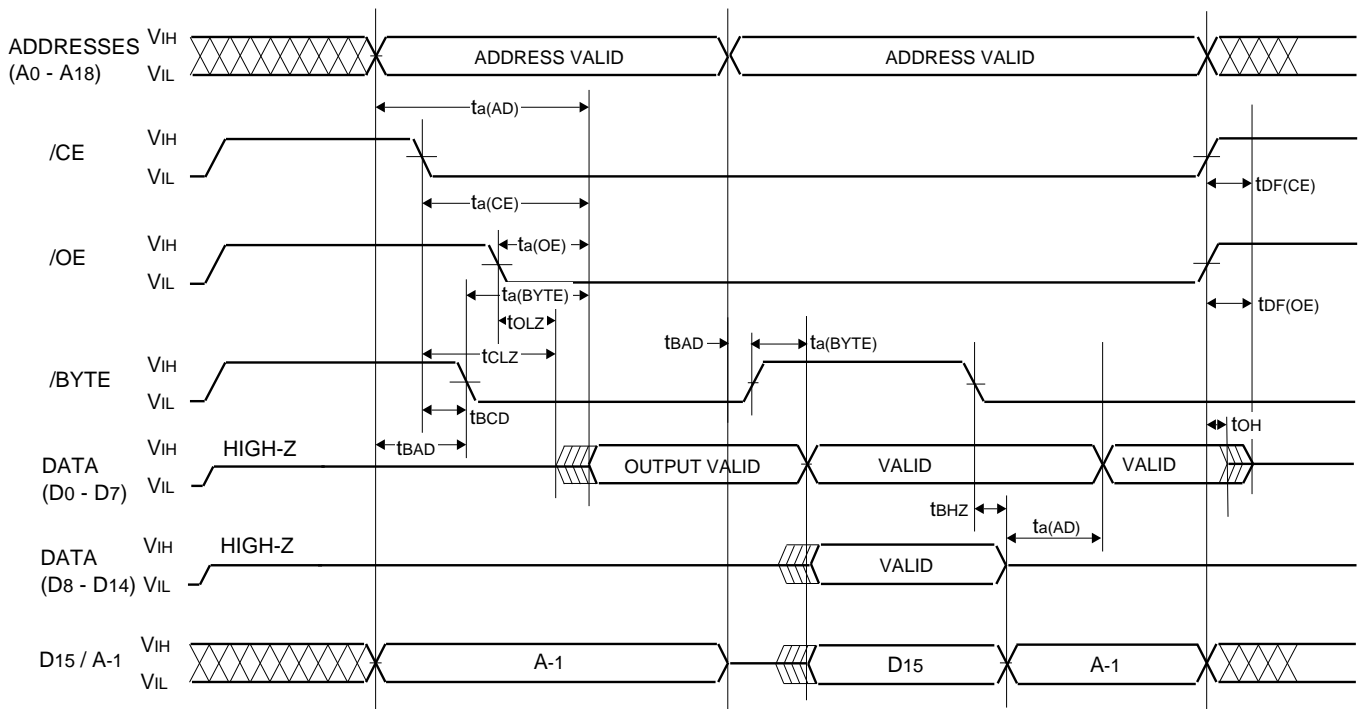 ADDRESSES
(A0 - A18)
VIH
VIL
ADDRESS VALID
ADDRESS VALID
ta(AD)
/CE
VIH
VIL
tDF(CE)
ta(CE)
/OE
VIH
VIL
ta(OE)
ta(BYTE)
tDF(OE)
tOLZ
tCLZ
tBAD
ta(BYTE)
/BYTE
VIH
VIL
tBCD
tBAD
tOH
DATA
(D0 - D7)
VIH
VIL
HIGH-Z
OUTPUT VALID
VALID
VALID
tBHZ
ta(AD)
DATA
(D8 - D14)
VIH
VIL
HIGH-Z
VALID
D15 / A-1
VIH
VIL
A-1
D15
A-1